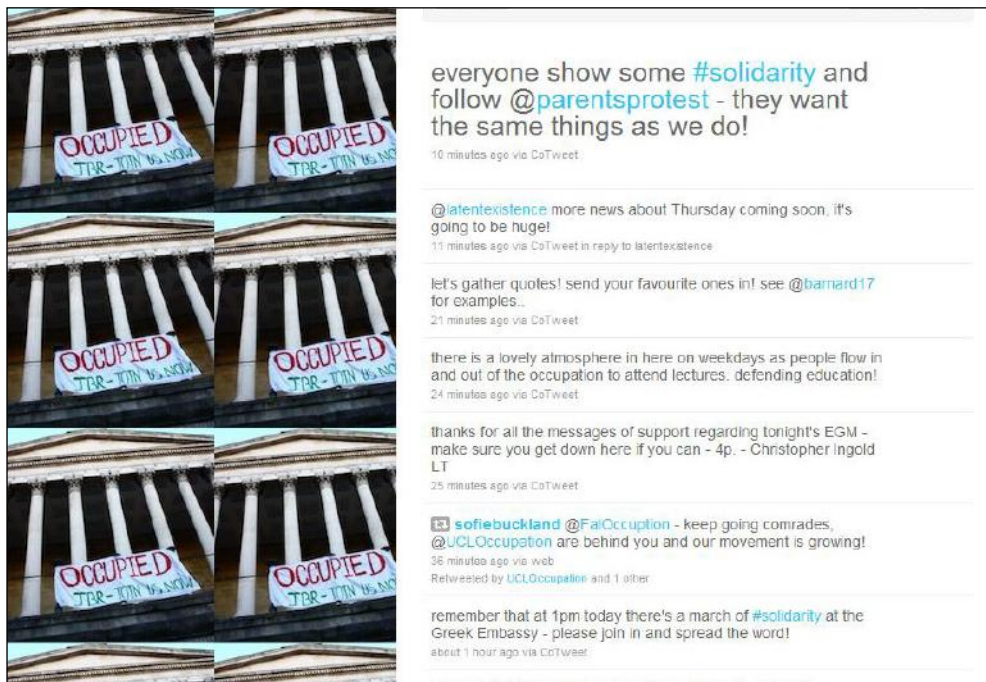 OCCUPIED
JBR-JOIN US NOW
OCCUPIED
JBR-JOIN US NO
OCCUPIED
JBR-JOIN US NOW
OCCUPIED
JBR-JOIN US NO
OCCUPIED
JBR-JOIN US NOW
OCCUPIED
JBR-JOIN US NO
everyone show some #solidarity and
follow @parentsprotest - they want
the same things as we do!
10 minutes ago via CoTweet
@latentexistence more news about Thursday coming soon, it's
going to be huge!
11 minutes ago via CoTweet in reply to latentexistence
let's gather quotes! send your favourite ones in! see @barnard17
for examples..
21 minutes ago via CoTweet
there is a lovely atmosphere in here on weekdays as people flow in
and out of the occupation to attend lectures. defending education!
24 minutes ago via CoTweet
thanks for all the messages of support regarding tonight's EGM -
make sure you get down here if you can - 4p. - Christopher Ingold
LT
25 minutes ago via CoTweet
sofiebuckland @FalOccuption - keep going comrades,
@UCLOccupation are behind you and our movement is growing!
36 minutes ago via web
Retweeted by UCLOccupation and 1 other
remember that at 1pm today there's a march of #solidarity at the
Greek Embassy - please join in and spread the word!
about 1 hour ago via CoTweet